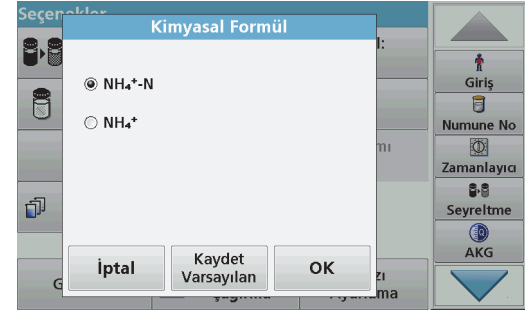 Seçenekler
Kimyasal Formül
NH₄⁺-N
NH₄⁺
İptal
Kaydet
Varsayılan
OK
Giriş
Numune No
Zamanlayıcı
Seyreltme
AKG